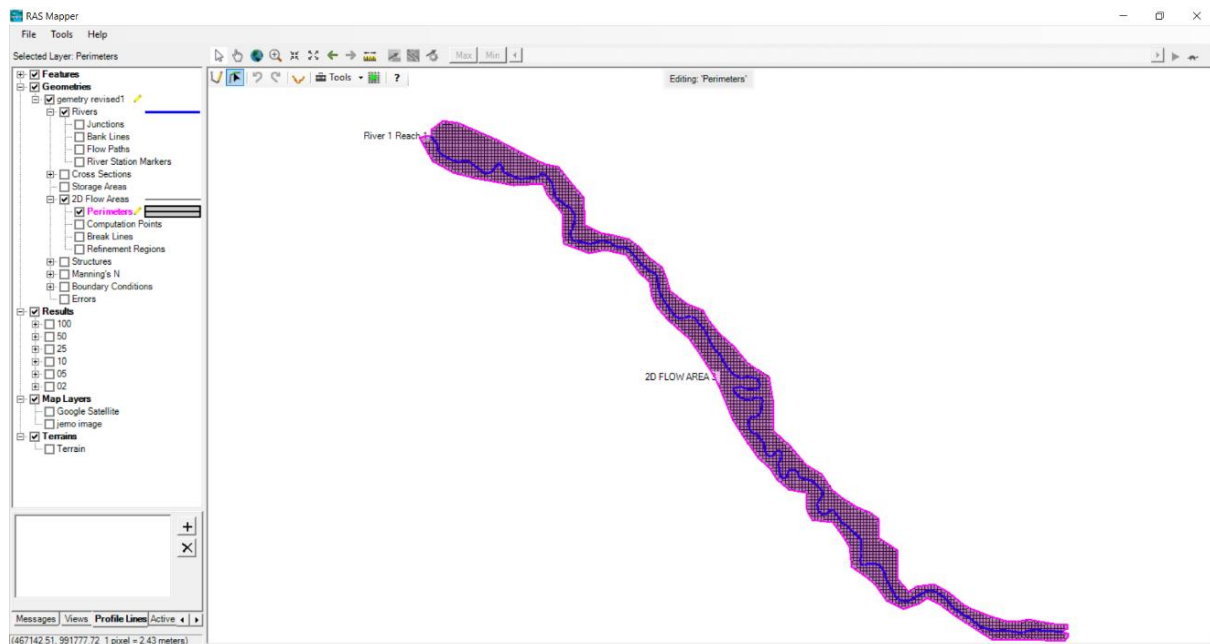 RAS Mapper
File Tools Help
Selected Layer: Perimeters
Max Min
Features
Geometries
gemetry revised1
Rivers
Junctions
Bank Lines
Flow Paths
River Station Markers
Cross Sections
Storage Areas
2D Flow Areas
Perimeters
Computation Points
Break Lines
Refinement Regions
Structures
Manning's N
Boundary Conditions
Errors
Results
100
50
25
10
05
02
Map Layers
Google Satellite
jemo image
Terrains
Terrain
Messages Views Profile Lines Active
(467142.51, 991777.72 1 pixel = 2.43 meters)
Tools ?
Editing: 'Perimeters'
River 1 Reach 1
2D FLOW AREA